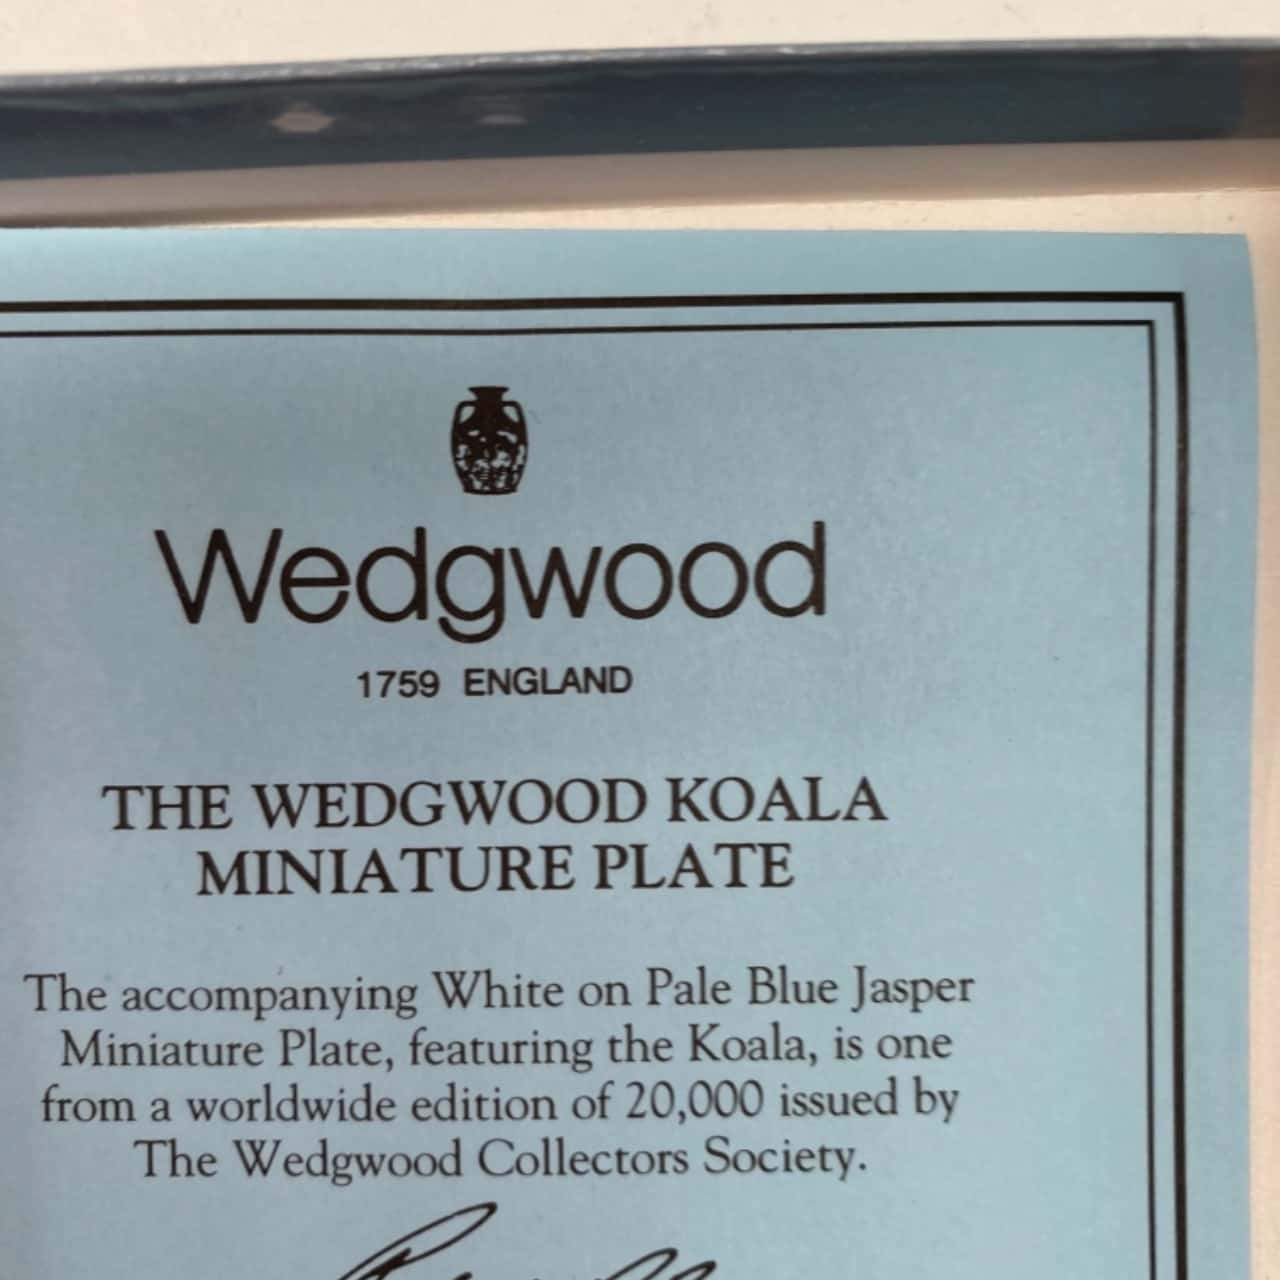 Wedgwood
1759 ENGLAND
THE WEDGWOOD KOALA
MINIATURE PLATE
The accompanying White on Pale Blue Jasper
Miniature Plate, featuring the Koala, is one
from a worldwide edition of 20,000 issued by
The Wedgwood Collectors Society.